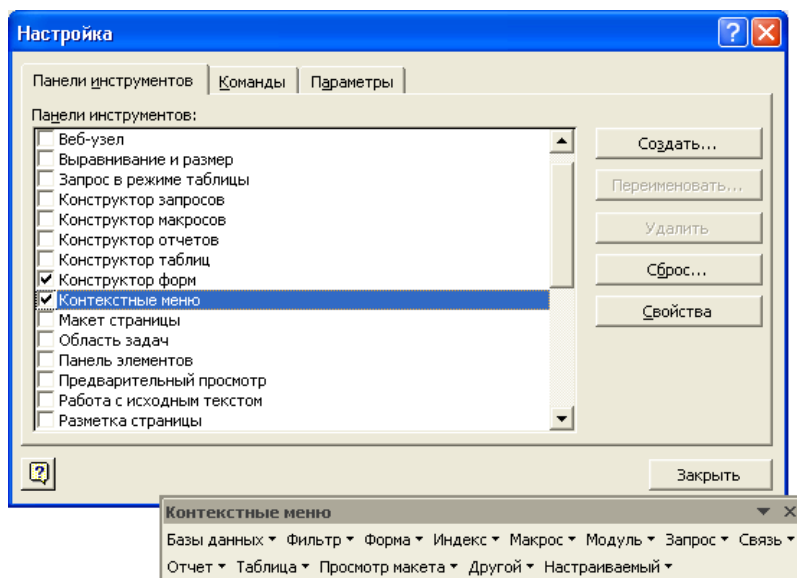 Настройка
Панели инструментов Команды Параметры
Панели инструментов:
Веб-узел
Выравнивание и размер
Запрос в режиме таблицы
Конструктор запросов
Конструктор макросов
Конструктор отчетов
Конструктор таблиц
Конструктор форм
Контекстные меню
Макет страницы
Область задач
Панель элементов
Предварительный просмотр
Работа с исходным текстом
Разметка страницы
Создать...
Переименовать...
Удалить
Сброс...
Свойства
Закрыть
Контекстные меню
Базы данных Фильтр Форма Индекс Макрос Модуль Запрос Связь
Отчет Таблица Просмотр макета Другой Настраиваемый